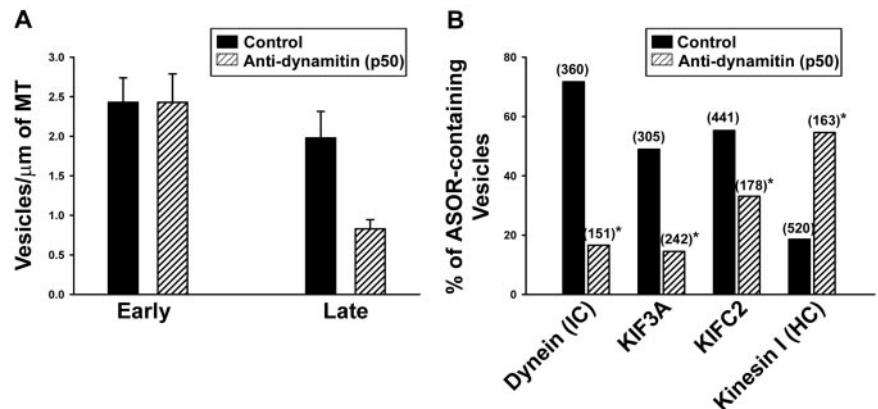 A
Control
Anti-dynamitin (p50)
Vesicles/μm of MT
3.0
2.5
2.0
1.5
1.0
0.5
0.0
Early
Late
B
Control
Anti-dynamitin (p50)
% of ASOR-containing
Vesicles
80
60
40
20
0
(360)
(151)*
(305)
(242)*
(441)
(178)*
(520)
(163)*
Dynein (IC)
KIF3A
KIFC2
Kinesin I (HC)